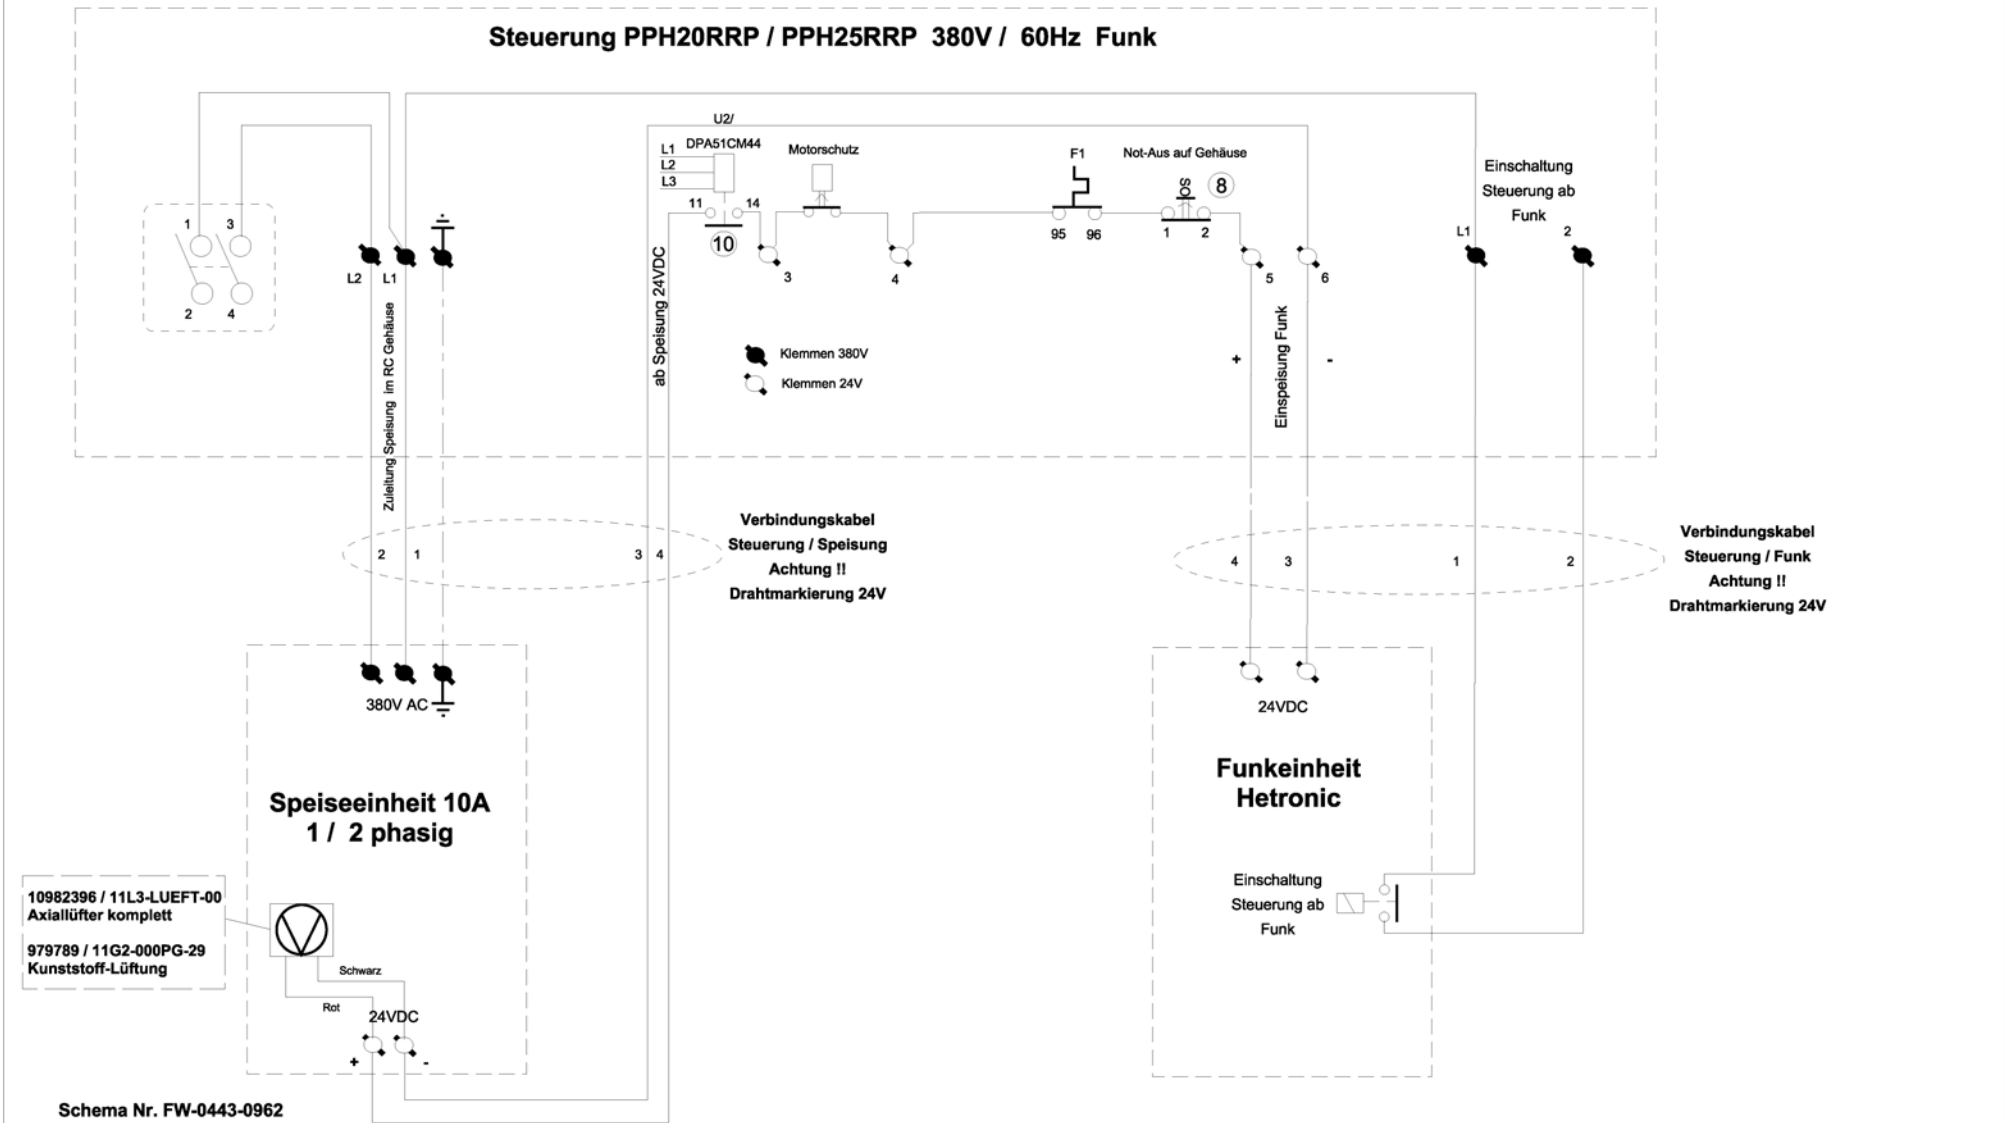 Steuerung PPH20RRP / PPH25RRP 380V / 60Hz Funk
U2/
DPA51CM44
L1
L2
L3
Motorschutz
F1
Not-Aus auf Gehäuse
SO
8
Einschaltung
Steuerung ab
Funk
1
3
2
4
11
14
10
95
96
1
2
L1
2
L2
L1
3
4
5
6
Zuleitung Speisung im RC Gehäuse
ab Speisung 24VDC
Klemmen 380V
Klemmen 24V
+
Einspeisung Funk
-
2
1
3
4
Verbindungskabel
Steuerung / Speisung
Achtung !!
Drahtmarkierung 24V
4
3
1
2
Verbindungskabel
Steuerung / Funk
Achtung !!
Drahtmarkierung 24V
380V AC
Speiseeinheit 10A
1 / 2 phasig
24VDC
Funkeinheit
Hetronic
Einschaltung
Steuerung ab
Funk
10982396 / 11L3-LUEFT-00
Axiallüfter komplett
979789 / 11G2-000PG-29
Kunststoff-Lüftung
Schwarz
Rot
24VDC
+
-
Schema Nr. FW-0443-0962